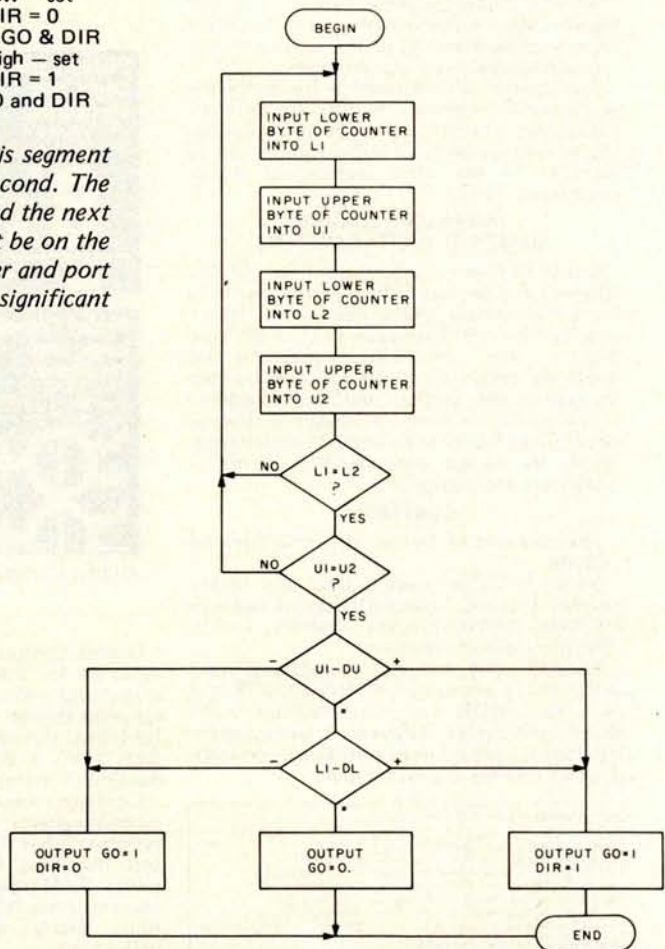 IR = 0
GO & DIR
igh — set
IR = 1
) and DIR
is segment
cond. The
d the next
t be on the
er and port
significant
BEGIN
INPUT LOWER
BYTE OF COUNTER
INTO L1
INPUT UPPER
BYTE OF COUNTER
INTO U1
INPUT LOWER
BYTE OF COUNTER
INTO L2
INPUT UPPER
BYTE OF COUNTER
INTO U2
NO
L1=L2
?
YES
NO
U1=U2
?
YES
-
U1-DU
+
=
-
L1-DL
+
=
OUTPUT GO=1
DIR=0
OUTPUT
GO=0.
OUTPUT GO=1
DIR=1
END